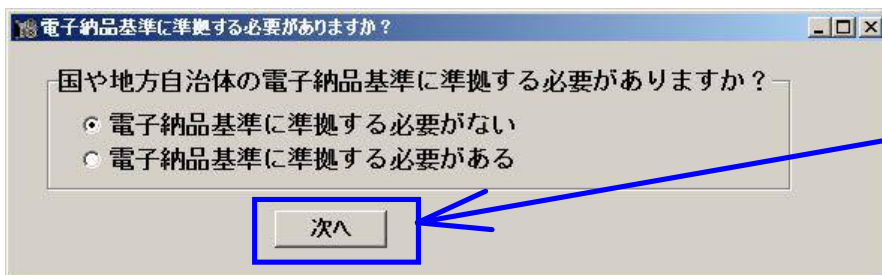 電子納品基準に準拠する必要がありますか？
国や地方自治体の電子納品基準に準拠する必要がありますか？
電子納品基準に準拠する必要がない
電子納品基準に準拠する必要がある
次へ